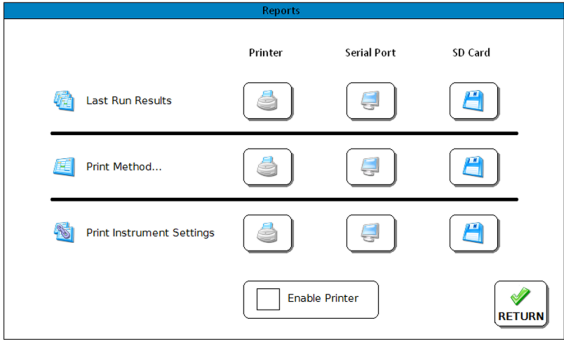 Reports
Printer Serial Port SD Card
Last Run Results
Print Method...
Print Instrument Settings
Enable Printer
RETURN